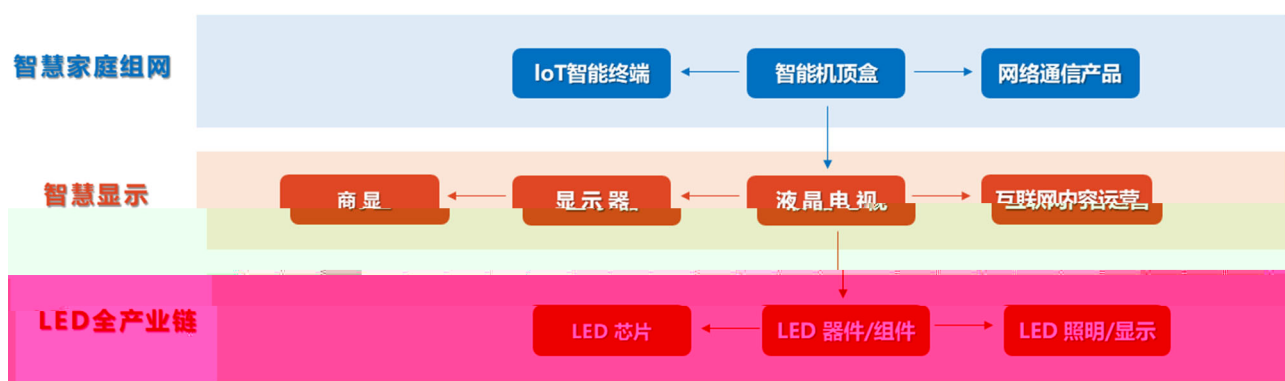 智慧家庭组网
IoT智能终端 智能机顶盒 网络通信产品
智慧显示
商显 显示器 液晶电视 互联网内容运营
LED全产业链
LED 芯片 LED 器件/组件 LED 照明/显示